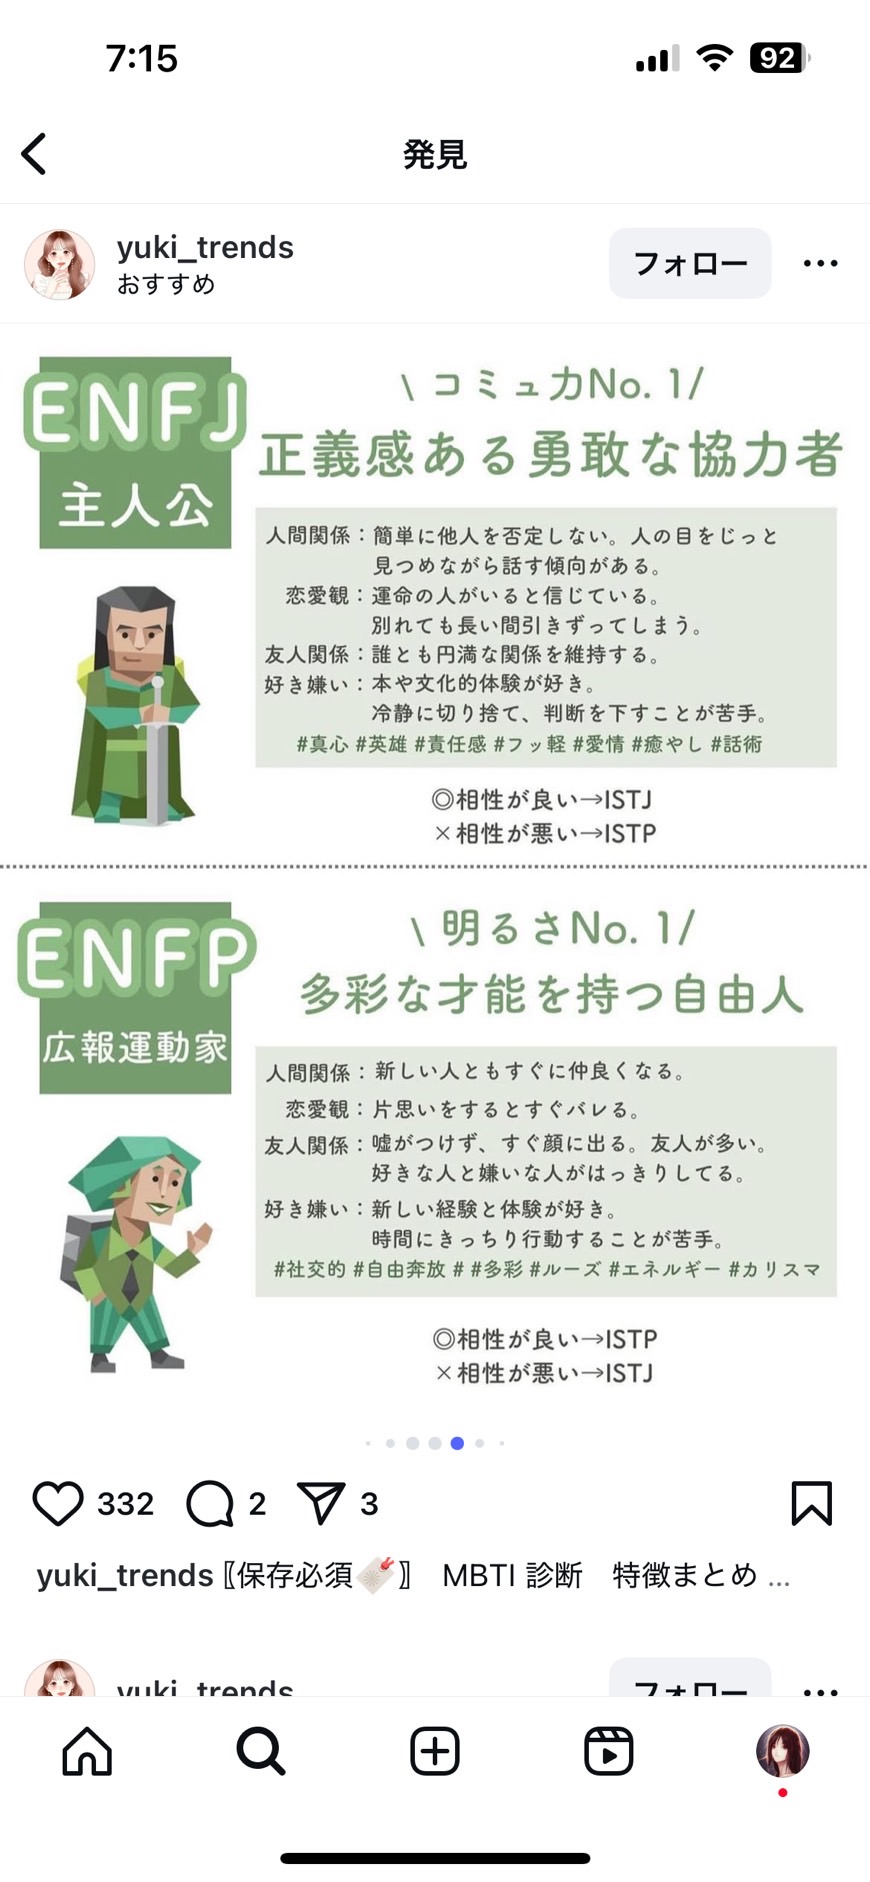 7:15
92
発見
yuki_trends
おすすめ
フォロー
ENFJ
主人公
\ コミュ力No. 1/
正義感ある勇敢な協力者
人間関係：簡単に他人を否定しない。人の目をじっと
見つめながら話す傾向がある。
恋愛観：運命の人がいると信じている。
別れても長い間引きずってしまう。
友人関係：誰とも円満な関係を維持する。
好き嫌い：本や文化的体験が好き。
冷静に切り捨て、判断を下すことが苦手。
#真心 #英雄 #責任感 #フッ軽 #愛情 #癒やし #話術
◎相性が良い→ISTJ
×相性が悪い→ISTP
ENFP
広報運動家
\ 明るさNo. 1/
多彩な才能を持つ自由人
人間関係：新しい人ともすぐに仲良くなる。
恋愛観：片思いをするとすぐバレる。
友人関係：嘘がつけず、すぐ顔に出る。友人が多い。
好きな人と嫌いな人がはっきりしてる。
好き嫌い：新しい経験と体験が好き。
時間にきっちり行動することが苦手。
#社交的 #自由奔放 # #多彩 #ルーズ #エネルギー #カリスマ
◎相性が良い→ISTP
×相性が悪い→ISTJ
332
2
3
yuki_trends〖保存必須🔖〗 MBTI 診断 特徴まとめ ...
yuki_trends
フォロー